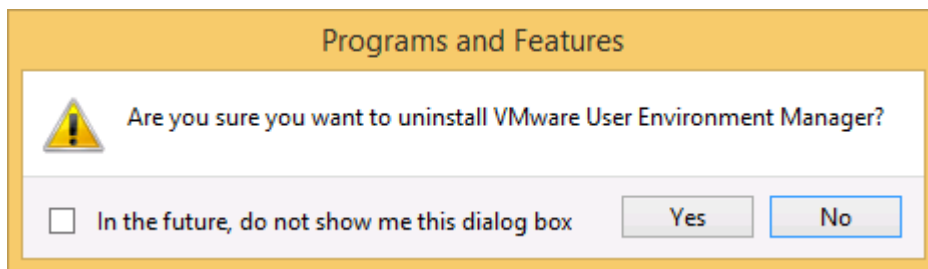 Programs and Features
Are you sure you want to uninstall VMware User Environment Manager?
In the future, do not show me this dialog box
Yes
No